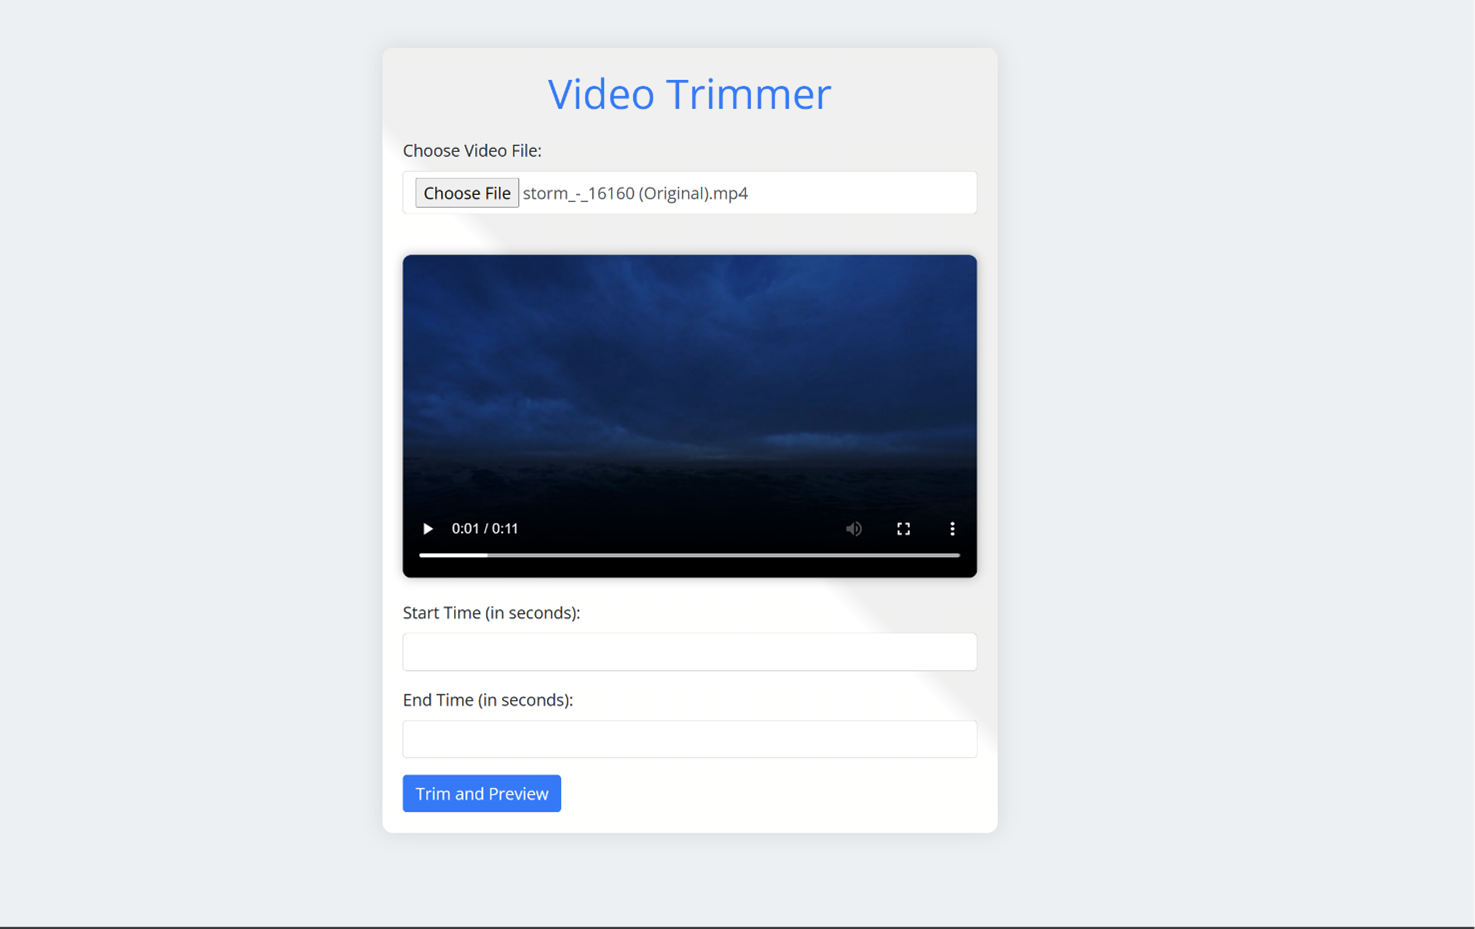 Video Trimmer
Choose Video File:
Choose File storm_-_16160 (Original).mp4
0:01 / 0:11
Start Time (in seconds):
End Time (in seconds):
Trim and Preview